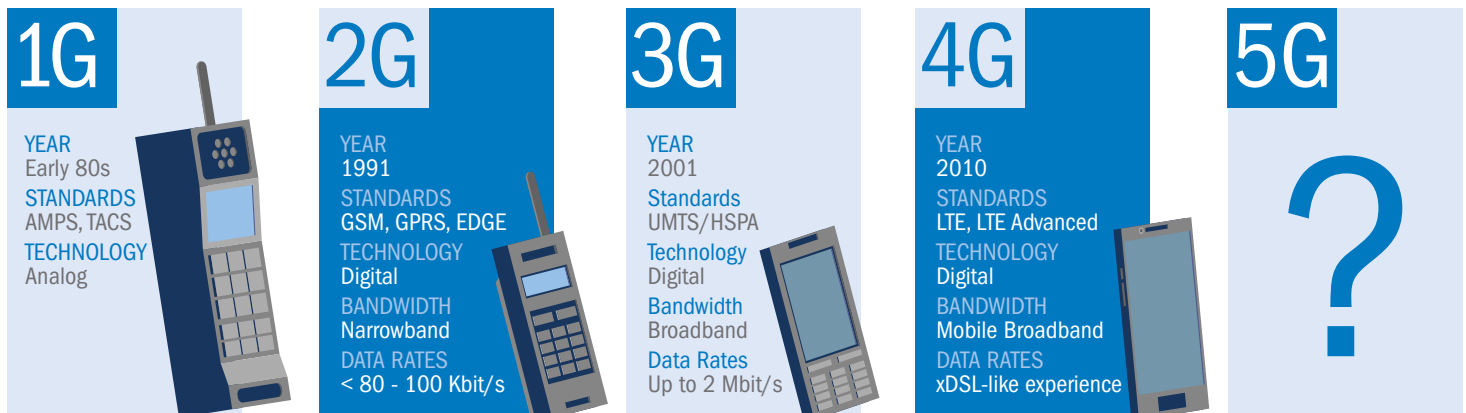 1G
YEAR
Early 80s
STANDARDS
AMPS, TACS
TECHNOLOGY
Analog
2G
YEAR
1991
STANDARDS
GSM, GPRS, EDGE
TECHNOLOGY
Digital
BANDWIDTH
Narrowband
DATA RATES
< 80 - 100 Kbit/s
3G
YEAR
2001
Standards
UMTS/HSPA
Technology
Digital
Bandwidth
Broadband
Data Rates
Up to 2 Mbit/s
4G
YEAR
2010
STANDARDS
LTE, LTE Advanced
TECHNOLOGY
Digital
BANDWIDTH
Mobile Broadband
DATA RATES
xDSL-like experience
5G
?